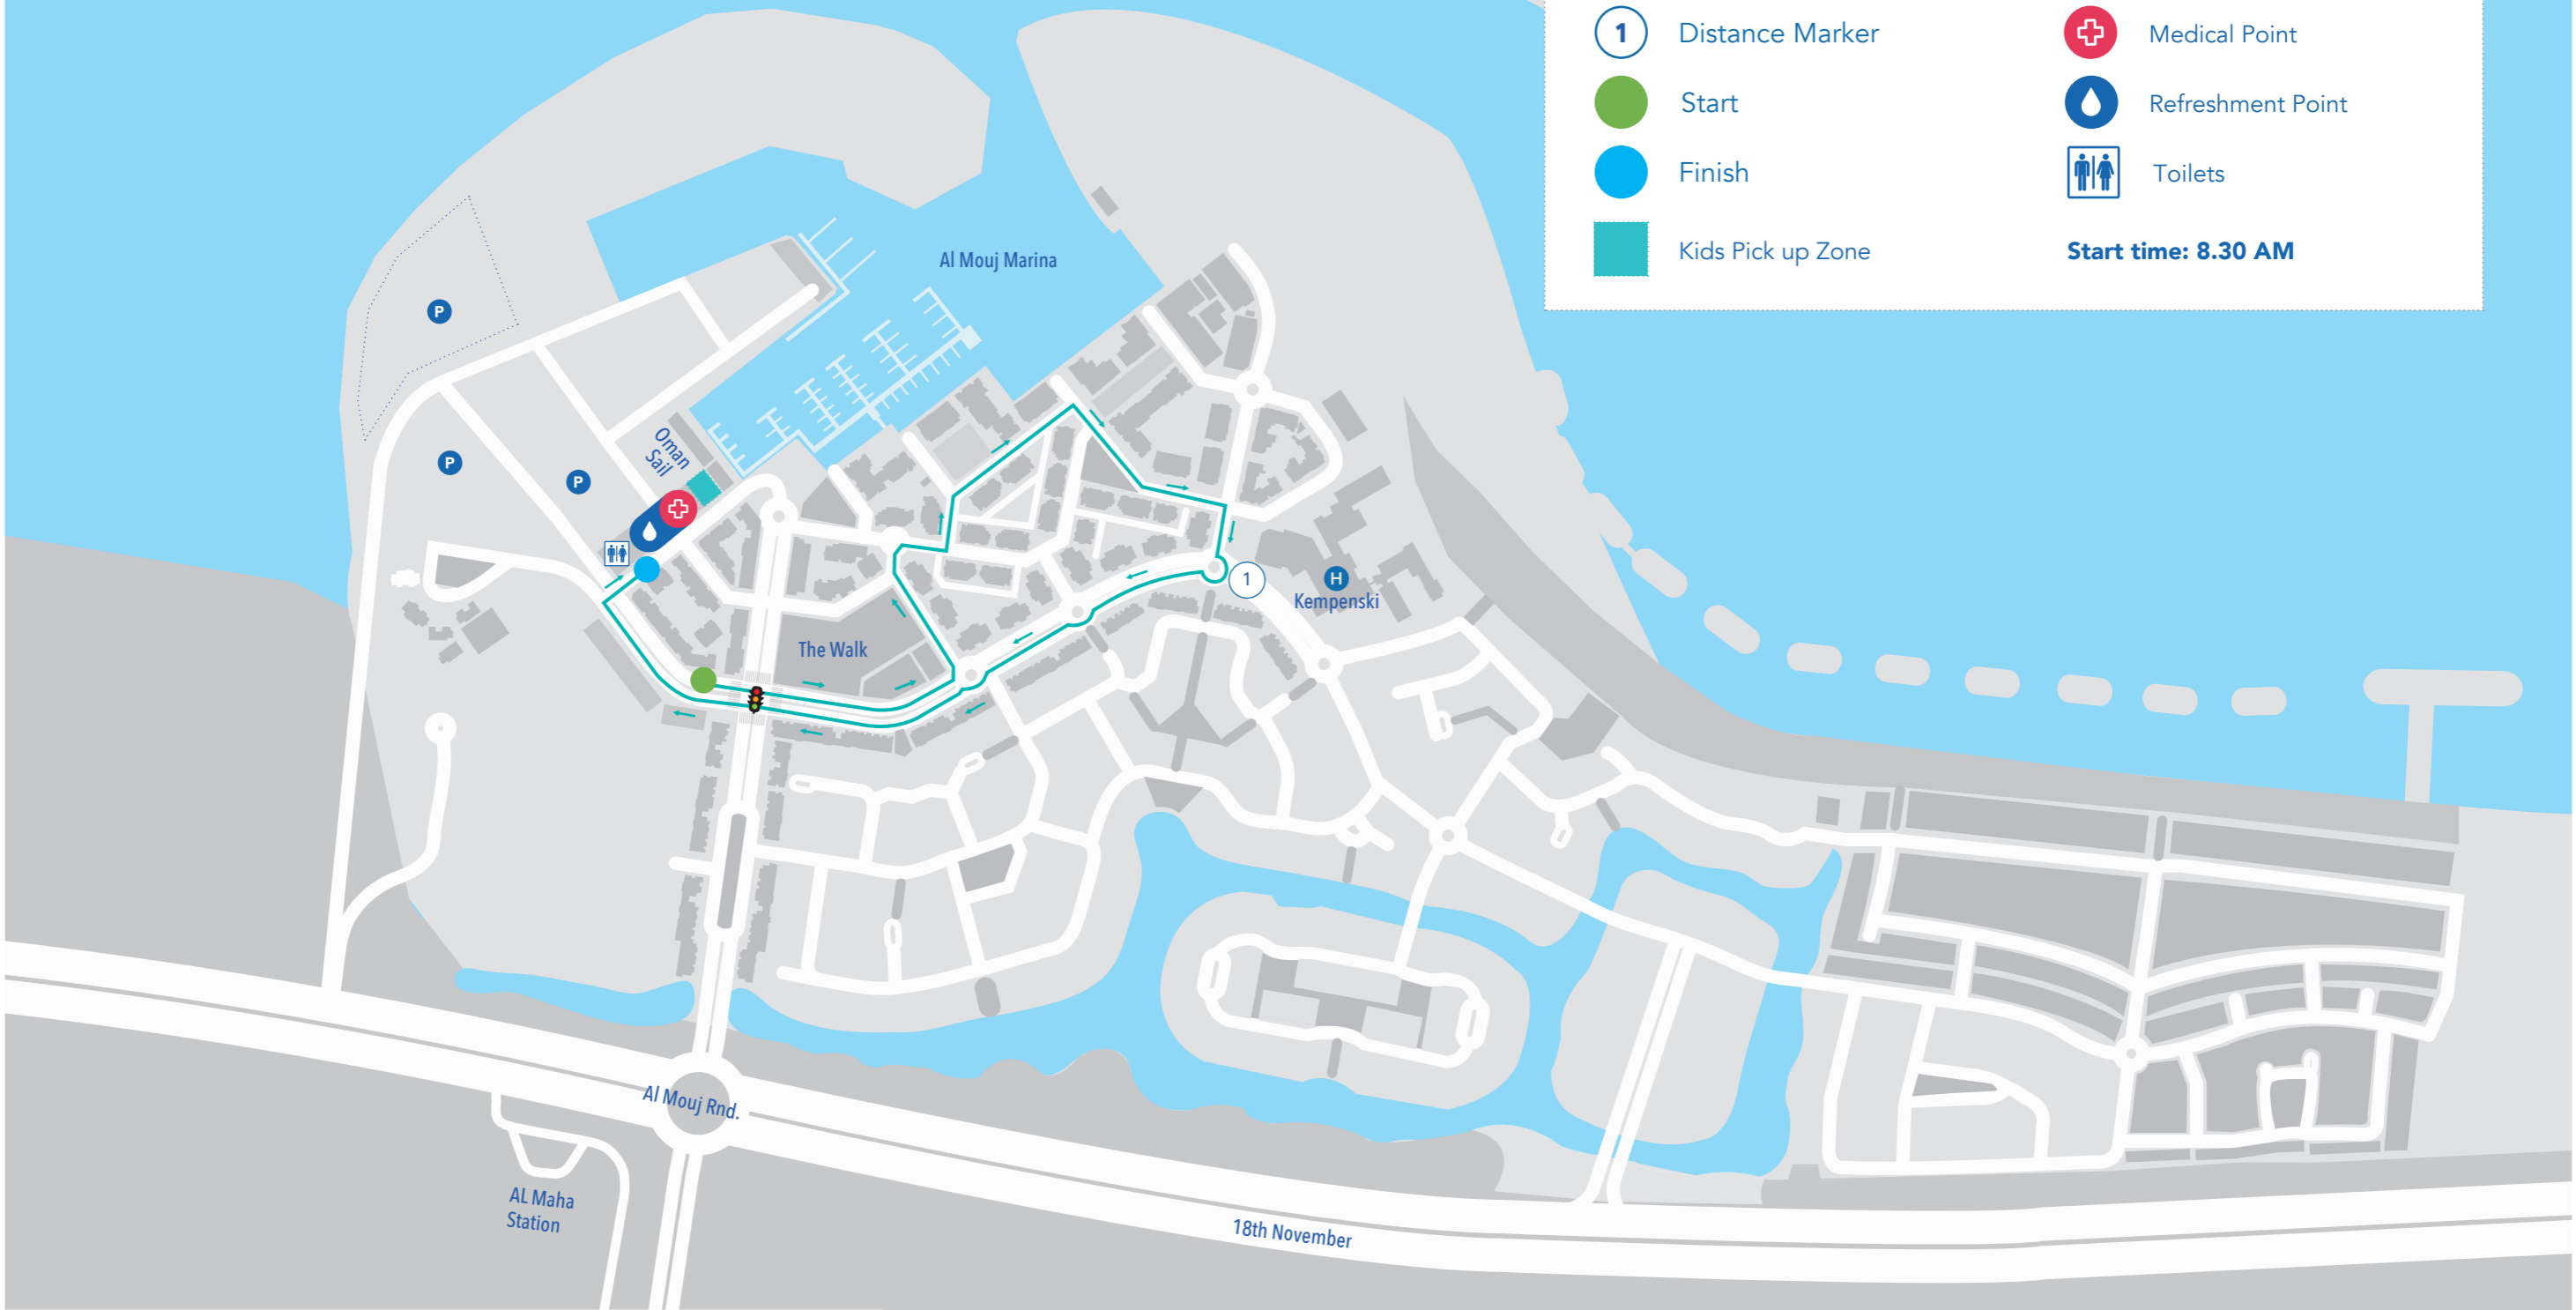 1 Distance Marker
Medical Point
Start
Refreshment Point
Finish
Toilets
Kids Pick up Zone
Start time: 8.30 AM
Al Mouj Marina
P
P
P
Oman
Sail
1
H
Kempenski
The Walk
Al Mouj Rnd.
AL Maha
Station
18th November